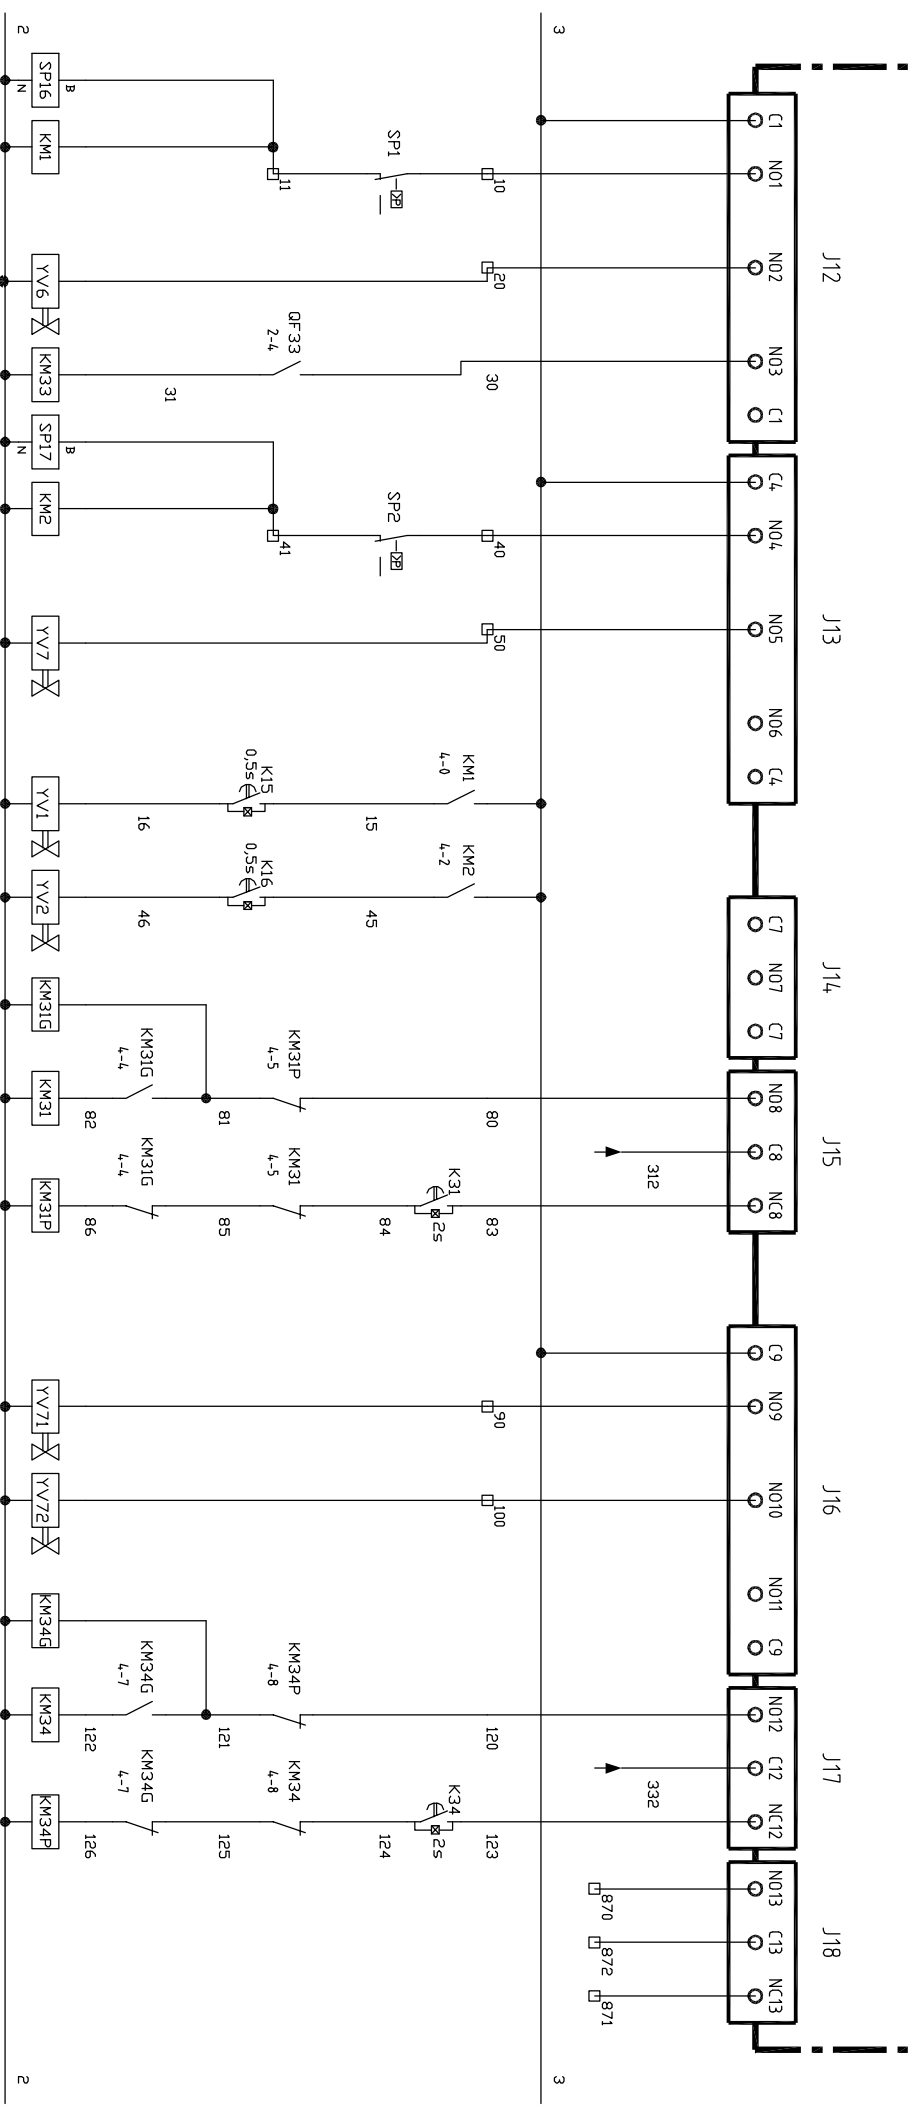 J12
J13
J14
J15
J16
J17
J18
C1
NO1
NO2
NO3
C1
C4
NO4
NO5
NO6
C4
C7
NO7
C7
NO8
C8
NC8
C9
NO9
NO10
NO11
C9
NO12
C12
NC12
NO13
C13
NC13
312
332
870
872
871
3
3
10
20
30
40
50
80
83
90
100
120
123
SP1
P
SP2
P
KM1
4-0
KM2
4-2
K31
2s
K34
2s
15
45
84
124
11
QF33
2-4
41
K15
0,5s
K16
0,5s
KM31P
4-5
KM31
4-5
KM34P
4-8
KM34
4-8
31
16
46
81
85
121
125
KM31G
4-4
KM31G
4-4
KM34G
4-7
KM34G
4-7
82
86
122
126
B
B
SP16
KM1
YV6
KM33
SP17
KM2
YV7
YV1
YV2
KM31G
KM31
KM31P
YV71
YV72
KM34G
KM34
KM34P
N
N
2
2